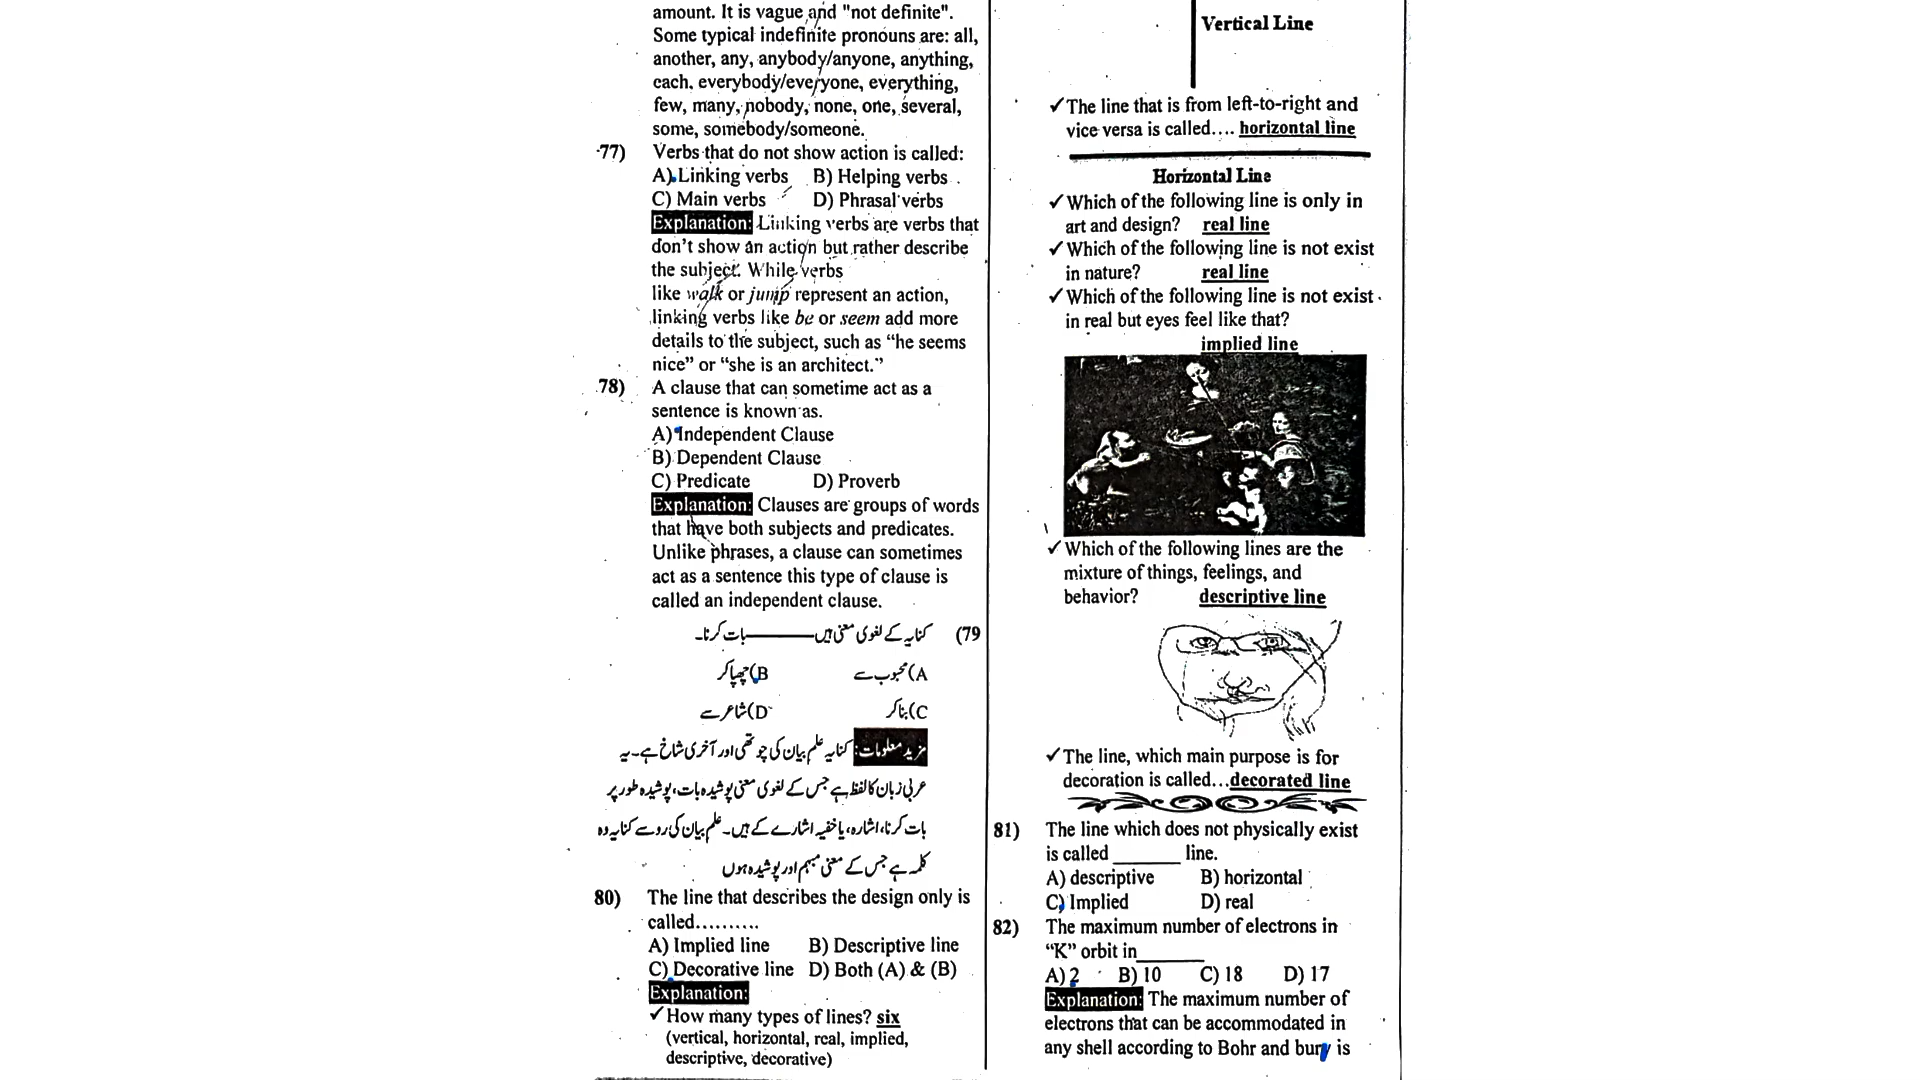 amount. It is vague and "not definite".
Some typical indefinite pronouns are: all,
another, any, anybody/anyone, anything,
each, everybody/everyone, everything,
few, many, nobody, none, one, several,
some, somebody/someone.
77) Verbs that do not show action is called:
A) Linking verbs B) Helping verbs
C) Main verbs D) Phrasal verbs
Explanation: Linking verbs are verbs that
don't show an action but rather describe
the subject. While verbs
like walk or jump represent an action,
linking verbs like be or seem add more
details to the subject, such as “he seems
nice” or “she is an architect.”
78) A clause that can sometime act as a
sentence is known as.
A) Independent Clause
B) Dependent Clause
C) Predicate D) Proverb
Explanation: Clauses are groups of words
that have both subjects and predicates.
Unlike phrases, a clause can sometimes
act as a sentence this type of clause is
called an independent clause.
79) کنایہ کے لغوی معنی ہیں ــــــــــ بات کرنا۔
A) محبوب سے B) چھپا کر
C) بنا کر D) شاعر سے
مزید معلومات: کنایہ علم بیان کی چوتھی اور آخری شاخ ہے۔ یہ
عربی زبان کا لفظ ہے جس کے لغوی معنی پوشیدہ بات، پوشیدہ طور پر
بات کرنا، اشارہ، یا خفیہ اشارے کے ہیں۔ علم بیان کی رو سے کنایہ وہ
کلمہ ہے جس کے معنی مبہم اور پوشیدہ ہوں
80) The line that describes the design only is
called..........
A) Implied line B) Descriptive line
C) Decorative line D) Both (A) & (B)
Explanation:
✓ How many types of lines? six
(vertical, horizontal, real, implied,
descriptive, decorative)
Vertical Line
✓ The line that is from left-to-right and
vice versa is called.... horizontal line
Horizontal Line
✓ Which of the following line is only in
art and design? real line
✓ Which of the following line is not exist
in nature? real line
✓ Which of the following line is not exist
in real but eyes feel like that?
implied line
✓ Which of the following lines are the
mixture of things, feelings, and
behavior? descriptive line
✓ The line, which main purpose is for
decoration is called...decorated line
81) The line which does not physically exist
is called _______ line.
A) descriptive B) horizontal
C) Implied D) real
82) The maximum number of electrons in
“K” orbit in_______
A) 2 B) 10 C) 18 D) 17
Explanation: The maximum number of
electrons that can be accommodated in
any shell according to Bohr and bury is